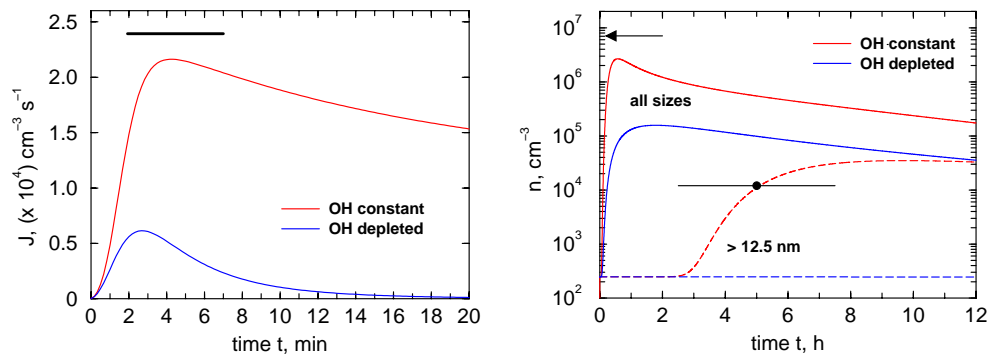 2.5
2.0
1.5
1.0
0.5
0
J, (x 10⁴) cm⁻³ s⁻¹
OH constant
OH depleted
0 2 4 6 8 10 12 14 16 18 20
time t, min
10⁷
10⁶
10⁵
10⁴
10³
10²
n, cm⁻³
OH constant
OH depleted
all sizes
> 12.5 nm
0 2 4 6 8 10 12
time t, h